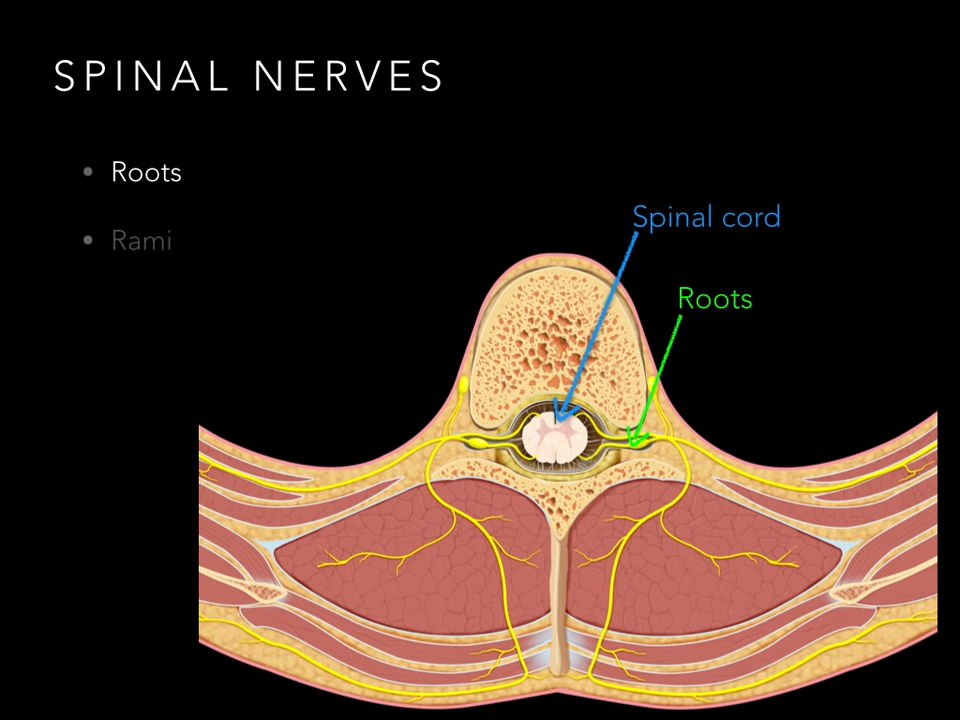 SPINAL NERVES
• Roots
• Rami
Spinal cord
Roots